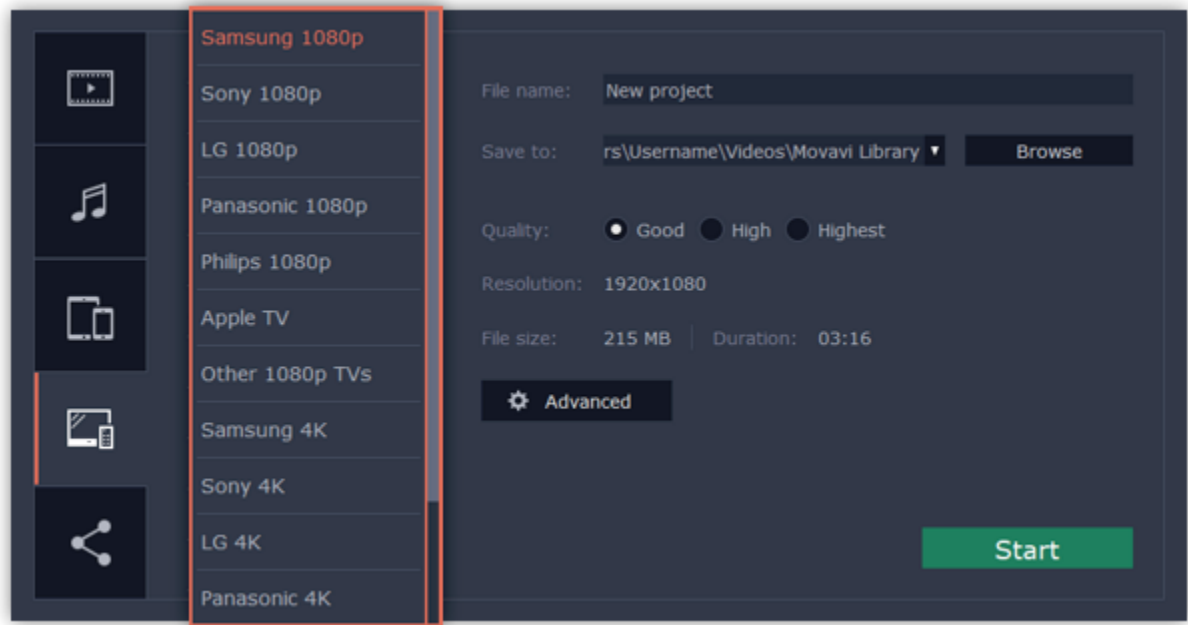 Samsung 1080p
Sony 1080p
LG 1080p
Panasonic 1080p
Philips 1080p
Apple TV
Other 1080p TVs
Samsung 4K
Sony 4K
LG 4K
Panasonic 4K
File name: New project
Save to: rs\Username\Videos\Movavi Library Browse
Quality: Good High Highest
Resolution: 1920x1080
File size: 215 MB Duration: 03:16
Advanced
Start